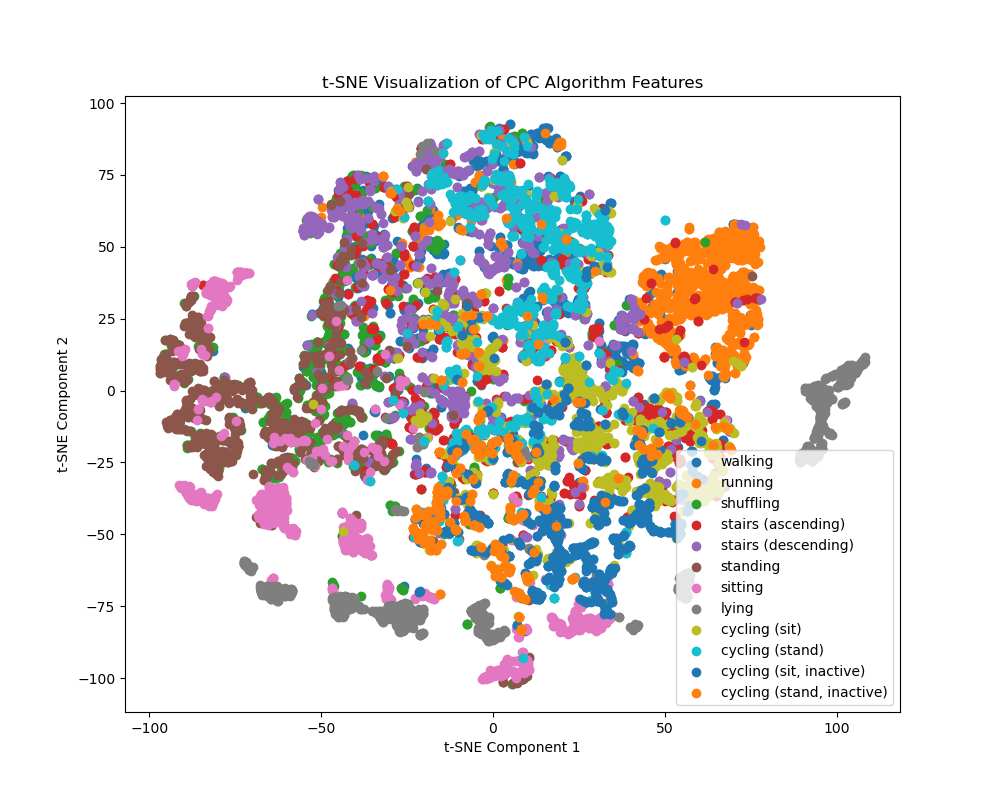 t-SNE Visualization of CPC Algorithm Features
100
75
50
25
0
−25
−50
−75
−100
t-SNE Component 2
−100
−50
0
50
100
t-SNE Component 1
walking
running
shuffling
stairs (ascending)
stairs (descending)
standing
sitting
lying
cycling (sit)
cycling (stand)
cycling (sit, inactive)
cycling (stand, inactive)